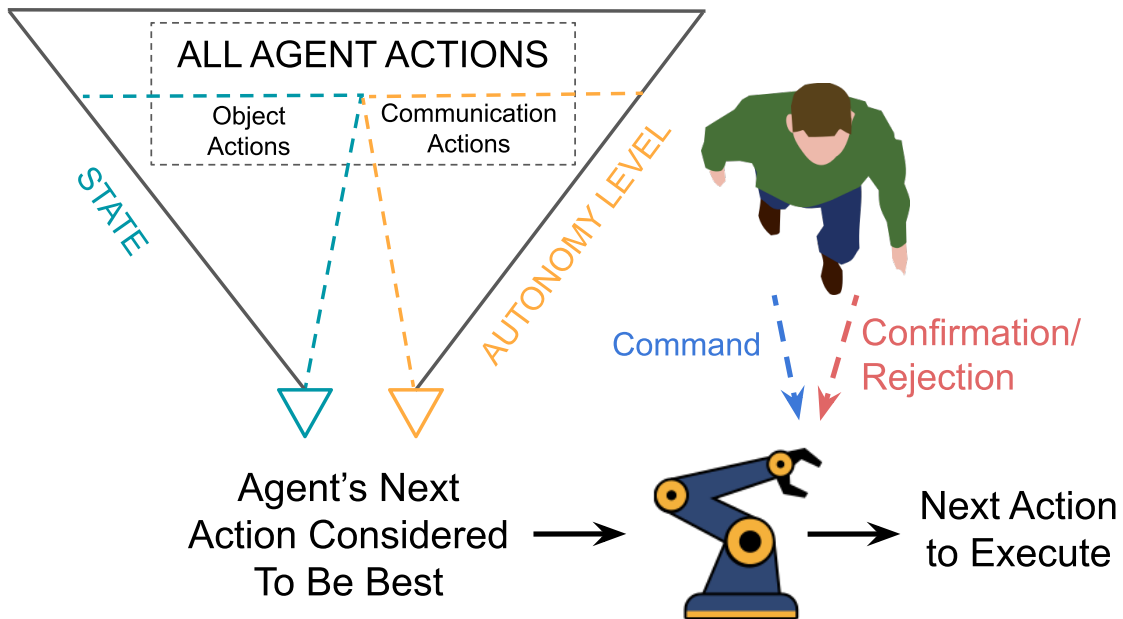 ALL AGENT ACTIONS
Object
Actions
Communication
Actions
STATE
AUTONOMY LEVEL
Command
Confirmation/
Rejection
Agent’s Next
Action Considered
To Be Best
Next Action
to Execute